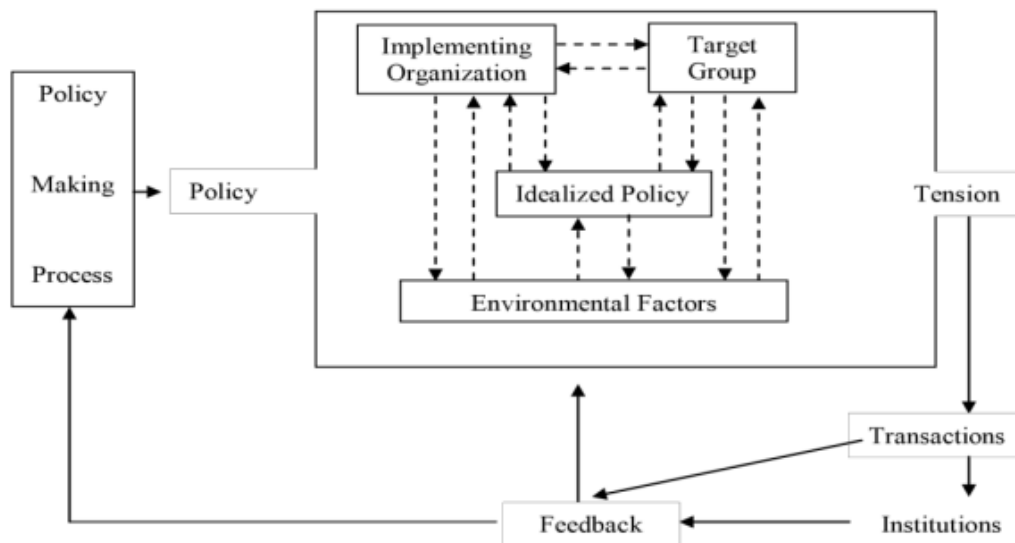 Policy
Making
Process
Policy
Implementing
Organization
Target
Group
Idealized Policy
Environmental Factors
Tension
Transactions
Institutions
Feedback